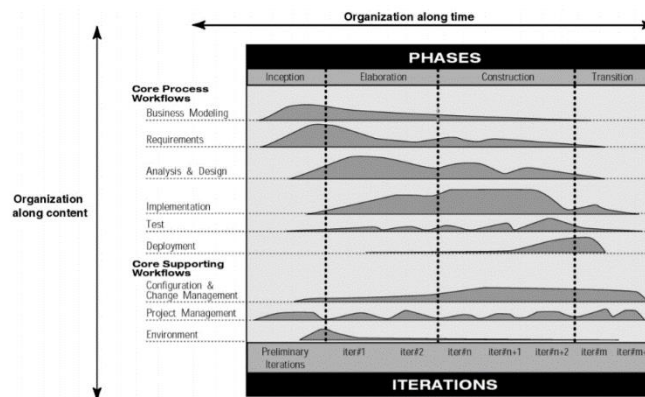 Organization along time
PHASES
Inception Elaboration Construction Transition
Core Process
Workflows
Business Modeling
Requirements
Analysis & Design
Organization
along content
Implementation
Test
Deployment
Core Supporting
Workflows
Configuration &
Change Management
Project Management
Environment
Preliminary
Iterations
iter#1 iter#2 iter#n iter#n+1 iter#n+2 iter#m iter#m+
ITERATIONS